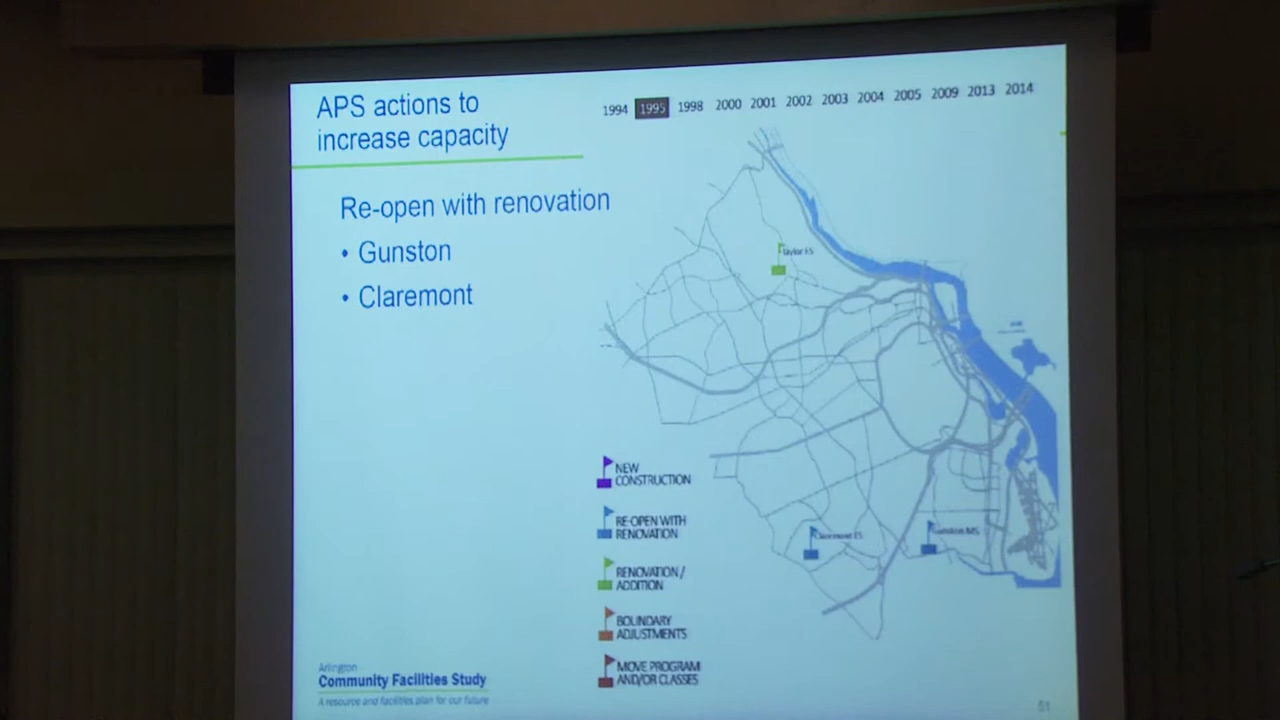 APS actions to
increase capacity
1994 1995 1998 2000 2001 2002 2003 2004 2005 2009 2013 2014
Re-open with renovation
• Gunston
• Claremont
Taylor ES
NEW
CONSTRUCTION
RE-OPEN WITH
RENOVATION
Claremont ES
Gunston MS
RENOVATION /
ADDITION
BOUNDARY
ADJUSTMENTS
MOVE PROGRAM
AND/OR CLASSES
Arlington
Community Facilities Study
A resource and facilities plan for our future
51